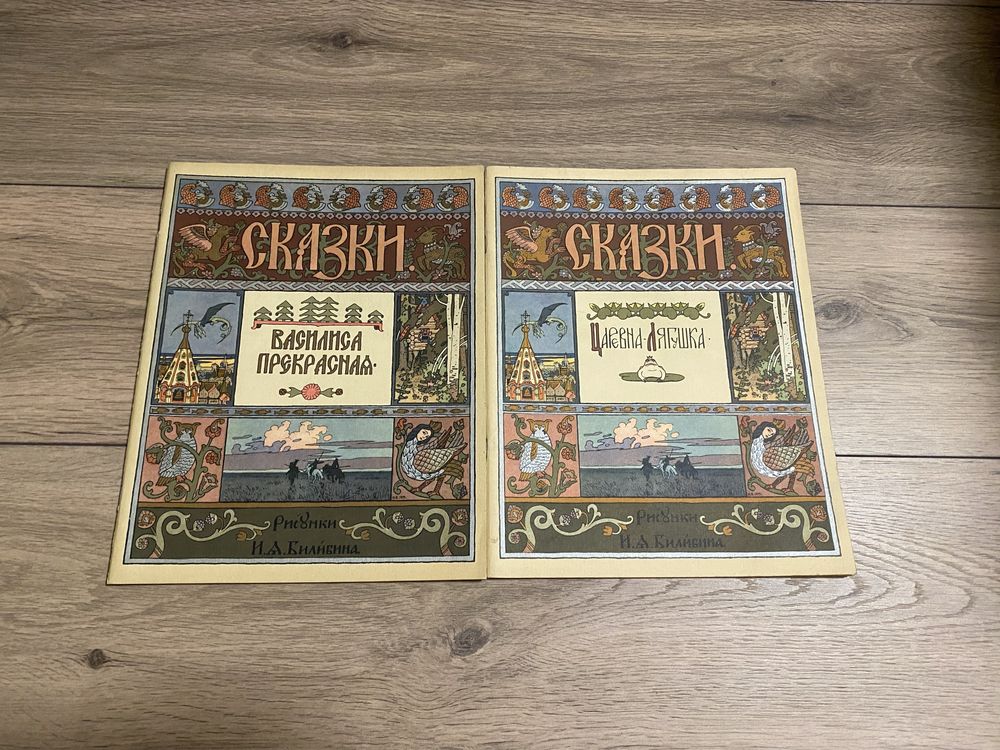 СКАЗКИ.
ВАСИЛИСА
ПРЕКРАСНАЯ·
Рисунки
И. Я. Билибина.
СКАЗКИ
Царевна·Лягушка·
Рисунки
И. Я. Билибина.